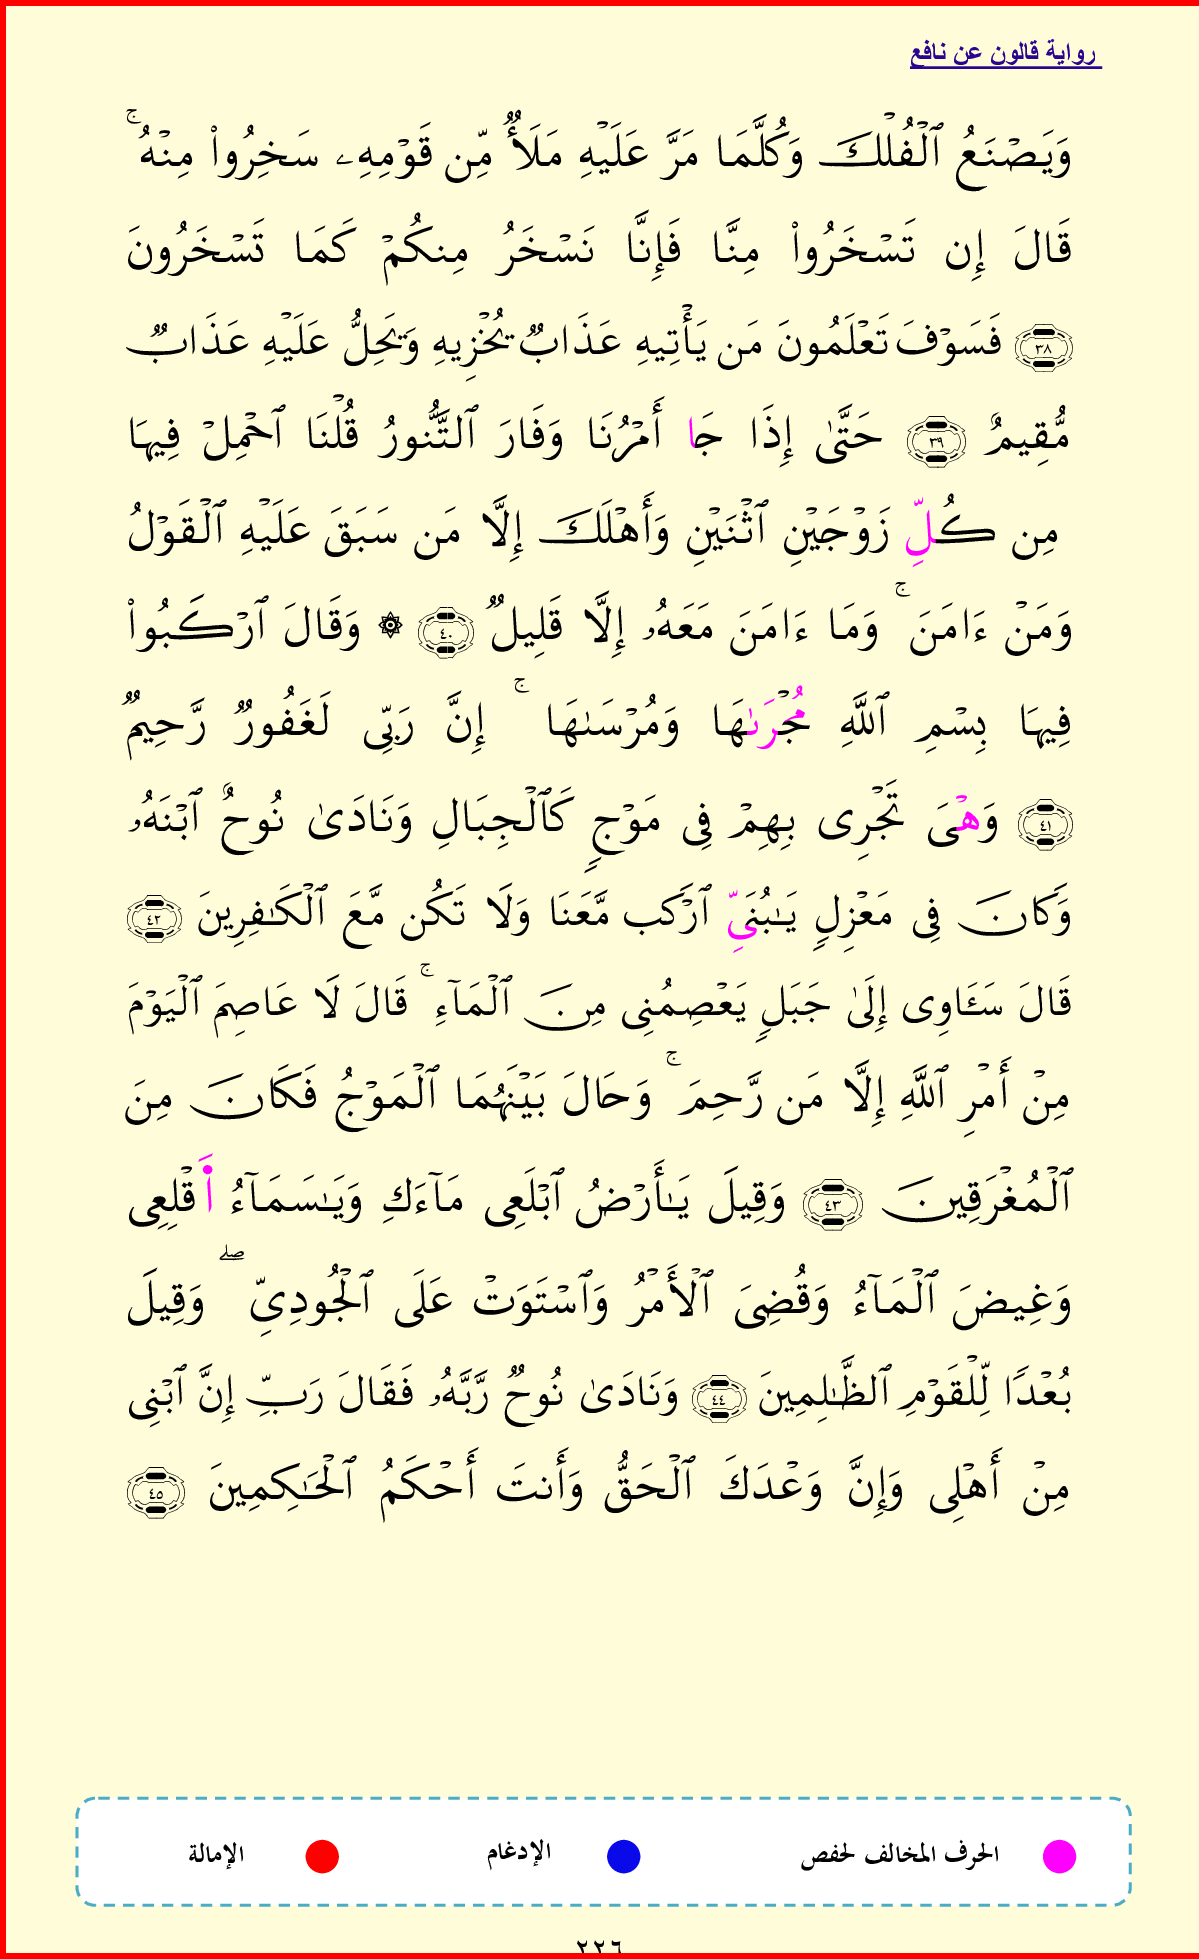 رواية قالون عن نافع
وَيَصْنَعُ ٱلْفُلْكَ وَكُلَّمَا مَرَّ عَلَيْهِ مَلَأٌ مِّن قَوْمِهِۦ سَخِرُواْ مِنْهُ ۚ
قَالَ إِن تَسْخَرُواْ مِنَّا فَإِنَّا نَسْخَرُ مِنكُمْ كَمَا تَسْخَرُونَ
٣٨ فَسَوْفَ تَعْلَمُونَ مَن يَأْتِيهِ عَذَابٌ يُخْزِيهِ وَيَحِلُّ عَلَيْهِ عَذَابٌ
مُّقِيمٌ ٣٩ حَتَّىٰ إِذَا جَا أَمْرُنَا وَفَارَ ٱلتَّنُّورُ قُلْنَا ٱحْمِلْ فِيهَا
مِن كُلِّ زَوْجَيْنِ ٱثْنَيْنِ وَأَهْلَكَ إِلَّا مَن سَبَقَ عَلَيْهِ ٱلْقَوْلُ
وَمَنْ ءَامَنَ ۚ وَمَا ءَامَنَ مَعَهُۥ إِلَّا قَلِيلٌ ٤٠ ۞ وَقَالَ ٱرْكَبُواْ
فِيهَا بِسْمِ ٱللَّهِ مُجْرَىٰهَا وَمُرْسَىٰهَا ۚ إِنَّ رَبِّى لَغَفُورٌ رَّحِيمٌ
٤١ وَهْىَ تَجْرِى بِهِمْ فِى مَوْجٍ كَٱلْجِبَالِ وَنَادَىٰ نُوحٌ ٱبْنَهُۥ
وَكَانَ فِى مَعْزِلٍ يَٰبُنَىِّ ٱرْكَب مَّعَنَا وَلَا تَكُن مَّعَ ٱلْكَٰفِرِينَ ٤٢
قَالَ سَـَٔاوِى إِلَىٰ جَبَلٍ يَعْصِمُنِى مِنَ ٱلْمَآءِ ۚ قَالَ لَا عَاصِمَ ٱلْيَوْمَ
مِنْ أَمْرِ ٱللَّهِ إِلَّا مَن رَّحِمَ ۚ وَحَالَ بَيْنَهُمَا ٱلْمَوْجُ فَكَانَ مِنَ
ٱلْمُغْرَقِينَ ٤٣ وَقِيلَ يَٰٓأَرْضُ ٱبْلَعِى مَآءَكِ وَيَٰسَمَآءُ أَقْلِعِى
وَغِيضَ ٱلْمَآءُ وَقُضِىَ ٱلْأَمْرُ وَٱسْتَوَتْ عَلَى ٱلْجُودِىِّ ۖ وَقِيلَ
بُعْدًا لِّلْقَوْمِ ٱلظَّٰلِمِينَ ٤٤ وَنَادَىٰ نُوحٌ رَّبَّهُۥ فَقَالَ رَبِّ إِنَّ ٱبْنِى
مِنْ أَهْلِى وَإِنَّ وَعْدَكَ ٱلْحَقُّ وَأَنتَ أَحْكَمُ ٱلْحَٰكِمِينَ ٤٥
الحرف المخالف لحفص الإدغام الإمالة
٢٢٦